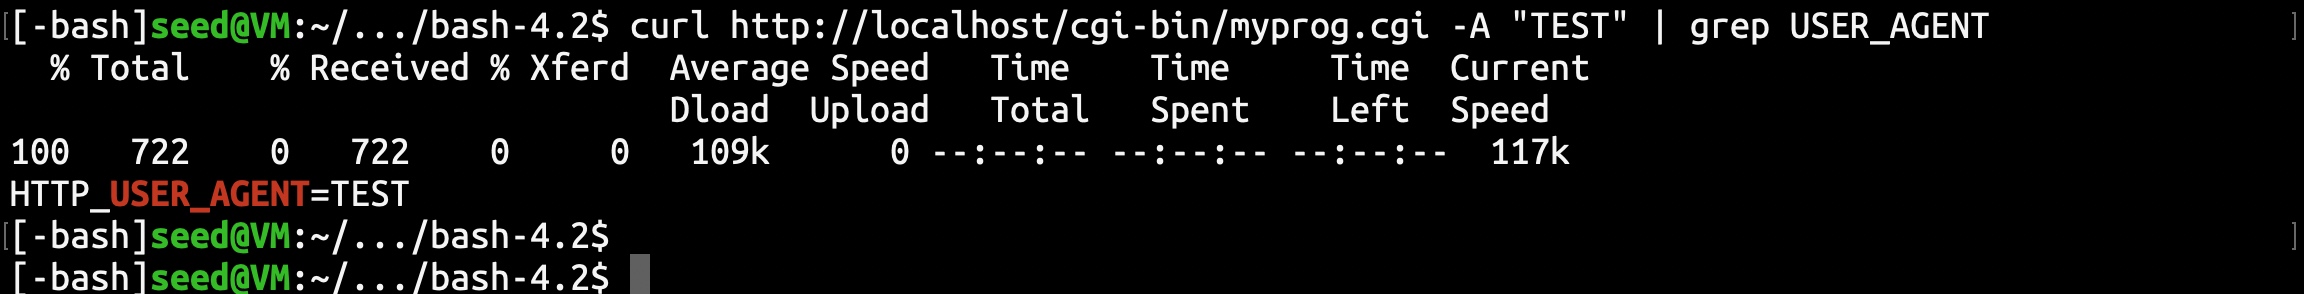 [-bash]seed@VM:~/.../bash-4.2$ curl http://localhost/cgi-bin/myprog.cgi -A "TEST" | grep USER_AGENT
  % Total    % Received % Xferd  Average Speed   Time    Time     Time  Current
                                 Dload  Upload   Total   Spent    Left  Speed
100   722    0   722    0     0   109k      0 --:--:-- --:--:-- --:--:--  117k
HTTP_USER_AGENT=TEST
[-bash]seed@VM:~/.../bash-4.2$
[-bash]seed@VM:~/.../bash-4.2$